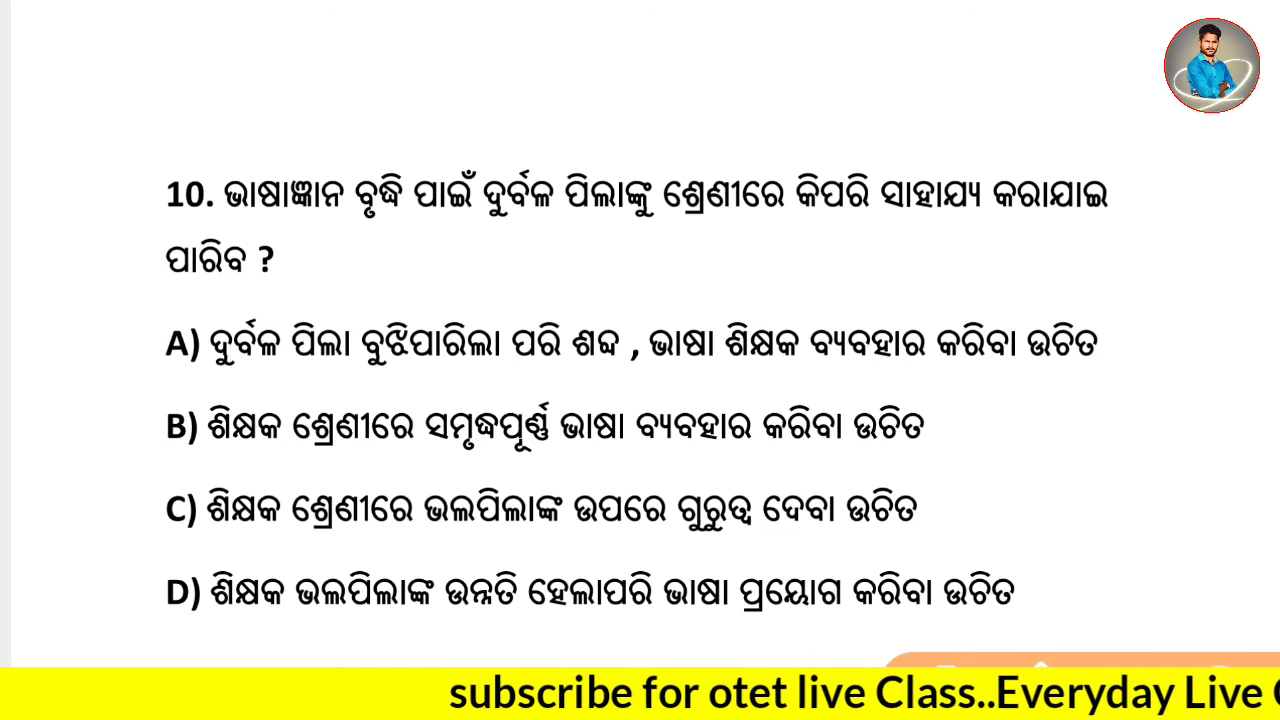 10. ଭାଷାଜ୍ଞାନ ବୃଦ୍ଧି ପାଇଁ ଦୁର୍ବଳ ପିଲାଙ୍କୁ ଶ୍ରେଣୀରେ କିପରି ସାହାଯ୍ୟ କରାଯାଇ
ପାରିବ ?
A) ଦୁର୍ବଳ ପିଲା ବୁଝିପାରିଲା ପରି ଶବ୍ଦ , ଭାଷା ଶିକ୍ଷକ ବ୍ୟବହାର କରିବା ଉଚିତ
B) ଶିକ୍ଷକ ଶ୍ରେଣୀରେ ସମୃଦ୍ଧପୂର୍ଣ୍ଣ ଭାଷା ବ୍ୟବହାର କରିବା ଉଚିତ
C) ଶିକ୍ଷକ ଶ୍ରେଣୀରେ ଭଲପିଲାଙ୍କ ଉପରେ ଗୁରୁତ୍ୱ ଦେବା ଉଚିତ
D) ଶିକ୍ଷକ ଭଲପିଲାଙ୍କ ଉନ୍ନତି ହେଲାପରି ଭାଷା ପ୍ରୟୋଗ କରିବା ଉଚିତ
subscribe for otet live Class..Everyday Live